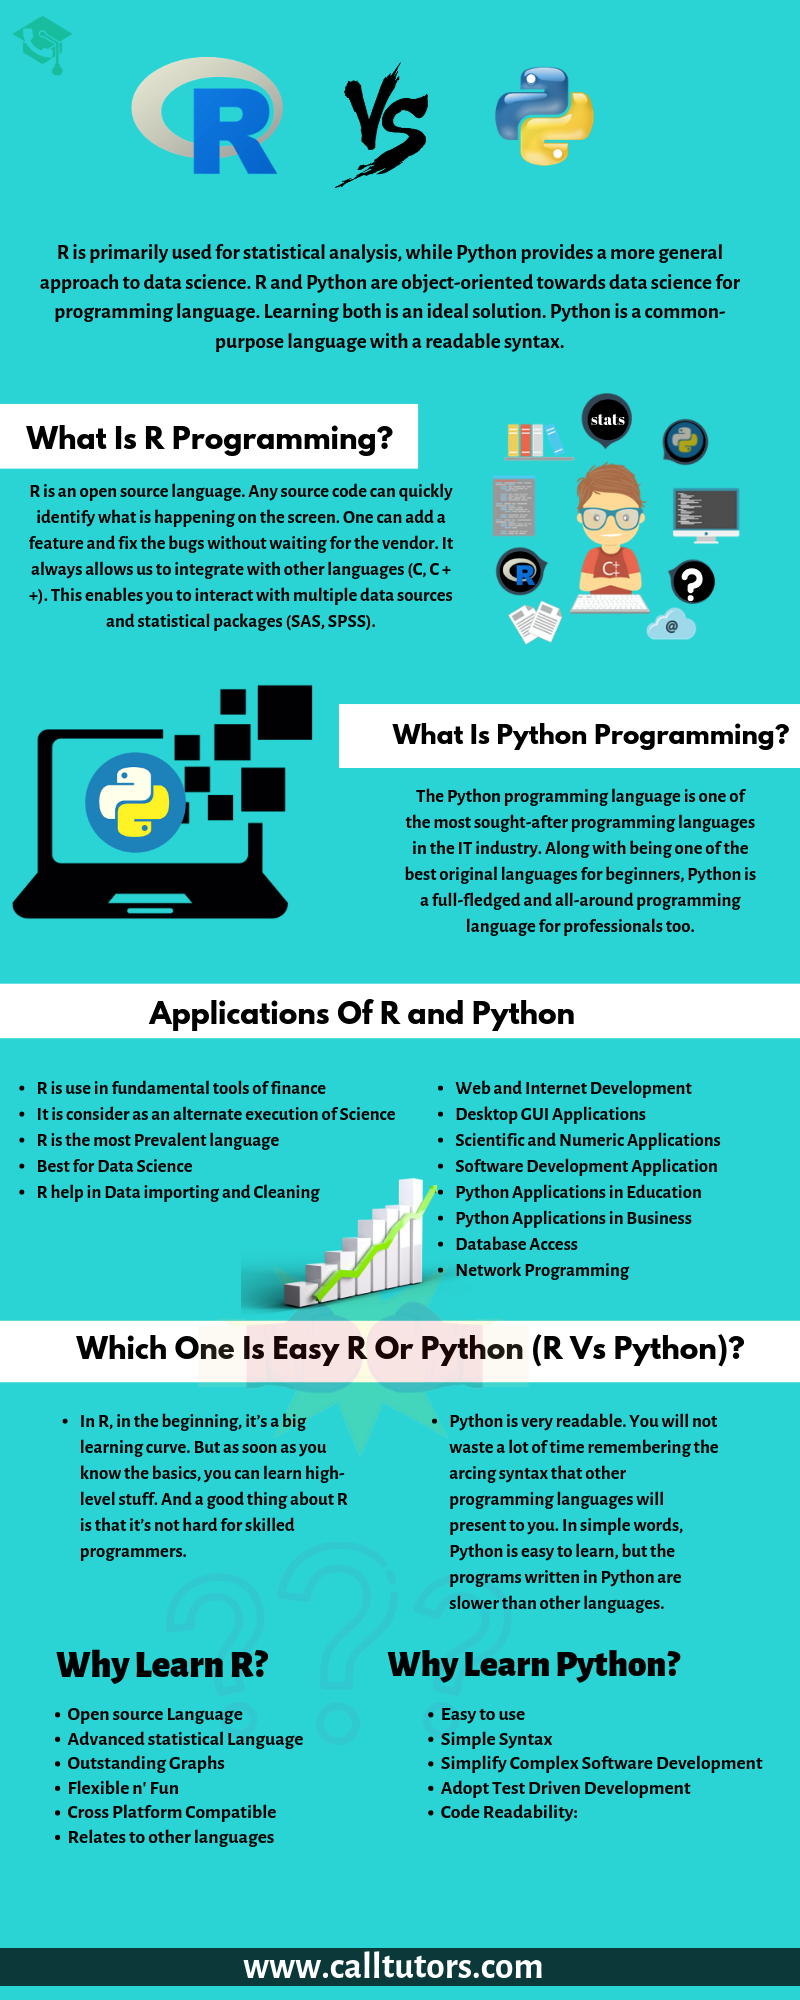 R
VS
R is primarily used for statistical analysis, while Python provides a more general
approach to data science. R and Python are object-oriented towards data science for
programming language. Learning both is an ideal solution. Python is a common-
purpose language with a readable syntax.
What Is R Programming?
stats
R is an open source language. Any source code can quickly
identify what is happening on the screen. One can add a
feature and fix the bugs without waiting for the vendor. It
always allows us to integrate with other languages (C, C +
+). This enables you to interact with multiple data sources
and statistical packages (SAS, SPSS).
R
?
@
What Is Python Programming?
The Python programming language is one of
the most sought-after programming languages
in the IT industry. Along with being one of the
best original languages for beginners, Python is
a full-fledged and all-around programming
language for professionals too.
Applications Of R and Python
• R is use in fundamental tools of finance
• It is consider as an alternate execution of Science
• R is the most Prevalent language
• Best for Data Science
• R help in Data importing and Cleaning
• Web and Internet Development
• Desktop GUI Applications
• Scientific and Numeric Applications
• Software Development Application
• Python Applications in Education
• Python Applications in Business
• Database Access
• Network Programming
Which One Is Easy R Or Python (R Vs Python)?
• In R, in the beginning, it's a big
learning curve. But as soon as you
know the basics, you can learn high-
level stuff. And a good thing about R
is that it's not hard for skilled
programmers.
• Python is very readable. You will not
waste a lot of time remembering the
arcing syntax that other
programming languages will
present to you. In simple words,
Python is easy to learn, but the
programs written in Python are
slower than other languages.
???
Why Learn R?
• Open source Language
• Advanced statistical Language
• Outstanding Graphs
• Flexible n' Fun
• Cross Platform Compatible
• Relates to other languages
Why Learn Python?
• Easy to use
• Simple Syntax
• Simplify Complex Software Development
• Adopt Test Driven Development
• Code Readability:
www.calltutors.com